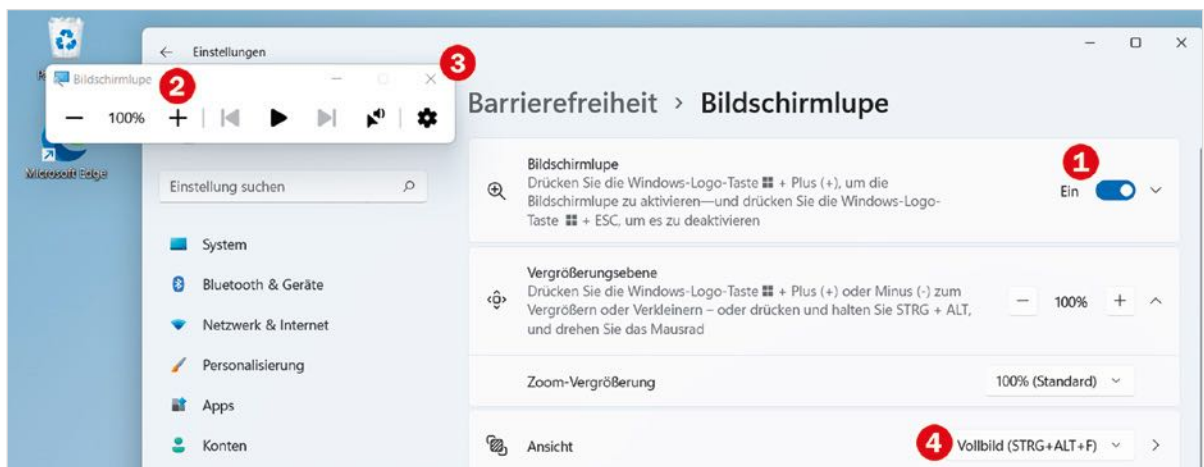 Einstellungen
Bildschirmlupe
2
3
100%
Microsoft Edge
Barrierefreiheit > Bildschirmlupe
Einstellung suchen
System
Bluetooth & Geräte
Netzwerk & Internet
Personalisierung
Apps
Konten
Bildschirmlupe
Drücken Sie die Windows-Logo-Taste + Plus (+), um die
Bildschirmlupe zu aktivieren—und drücken Sie die Windows-Logo-
Taste + ESC, um es zu deaktivieren
1
Ein
Vergrößerungsebene
Drücken Sie die Windows-Logo-Taste + Plus (+) oder Minus (-) zum
Vergrößern oder Verkleinern – oder drücken und halten Sie STRG + ALT,
und drehen Sie das Mausrad
100%
Zoom-Vergrößerung
100% (Standard)
Ansicht
4
Vollbild (STRG+ALT+F)